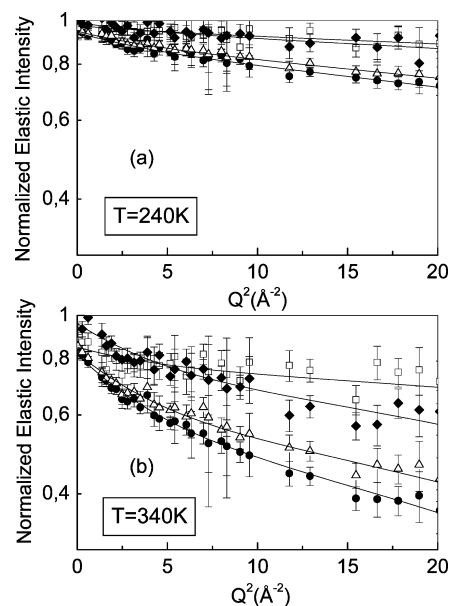 Normalized Elastic Intensity
1
0,8
0,6
0,4
(a)
T=240K
0 5 10 15 20
Q²(Å⁻²)
Normalized Elastic Intensity
1
0.8
0.6
0.4
(b)
T=340K
0 5 10 15 20
Q²(Å⁻²)